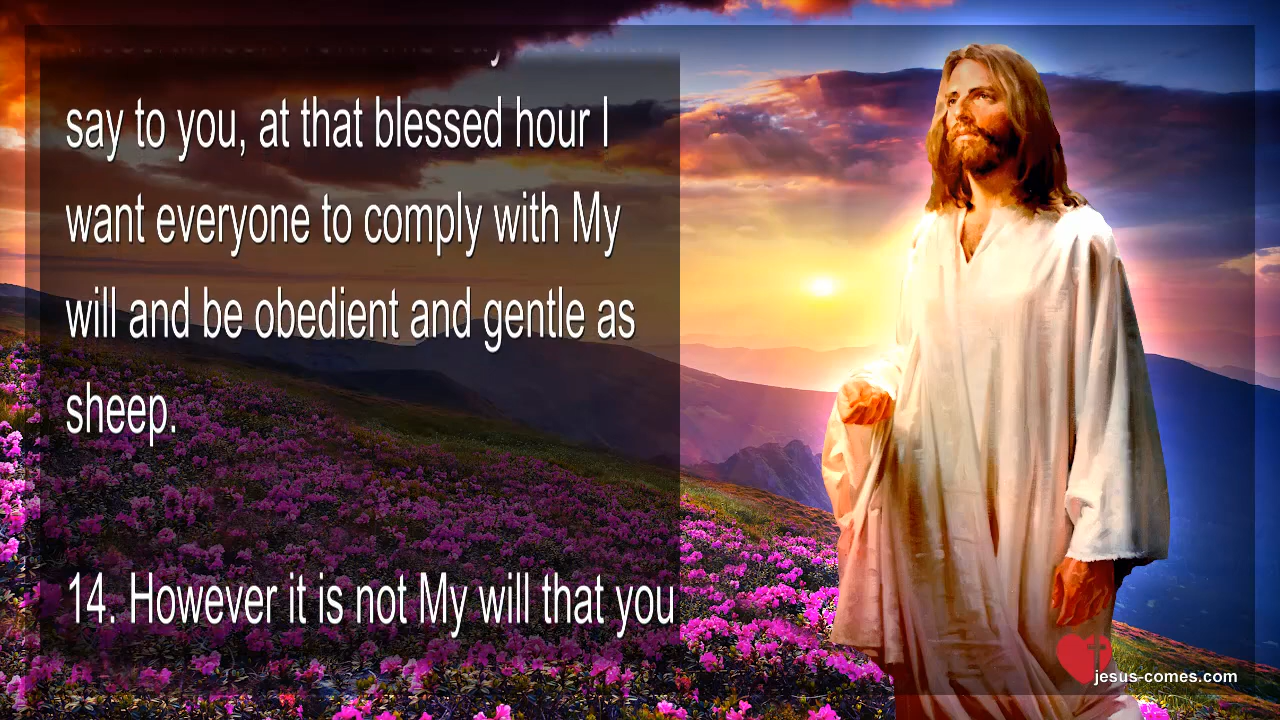 say to you, at that blessed hour I
want everyone to comply with My
will and be obedient and gentle as
sheep.
14. However it is not My will that you
jesus-comes.com